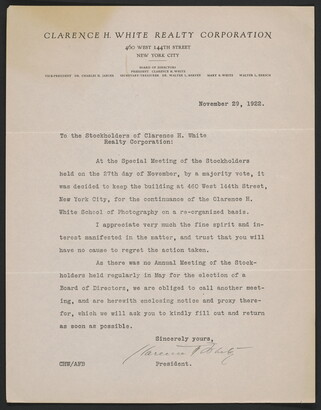 CLARENCE H. WHITE REALTY CORPORATION
460 WEST 144TH STREET
NEW YORK CITY
BOARD OF DIRECTORS
PRESIDENT CLARENCE H. WHITE
November 29, 1922.
To the Stockholders of Clarence H. White
Realty Corporation:
At the Special Meeting of the Stockholders
held on the 27th day of November, by a majority vote, it
was decided to keep the building at 460 West 144th Street,
New York City, for the continuance of the Clarence H.
White School of Photography on a re-organized basis.
I appreciate very much the fine spirit and in-
terest manifested in the matter, and trust that you will
have no cause to regret the action taken.
As there was no Annual Meeting of the Stock-
holders held regularly in May for the election of a
Board of Directors, we are obliged to call another meet-
ing, and are herewith enclosing notice and proxy there-
for, which we will ask you to kindly fill out and return
as soon as possible.
Sincerely yours,
Clarence H White
CHW/AFD
President.